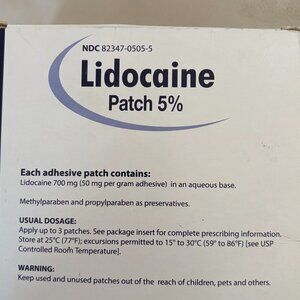 NDC 82347-0505-5
Lidocaine
Patch 5%
Each adhesive patch contains:
Lidocaine 700 mg (50 mg per gram adhesive) in an aqueous base.
Methylparaben and propylparaben as preservatives.
USUAL DOSAGE:
Apply up to 3 patches. See package insert for complete prescribing information.
Store at 25°C (77°F); excursions permitted to 15° to 30°C (59° to 86°F) [see USP
Controlled Room Temperature].
WARNING:
Keep used and unused patches out of the reach of children, pets and others.